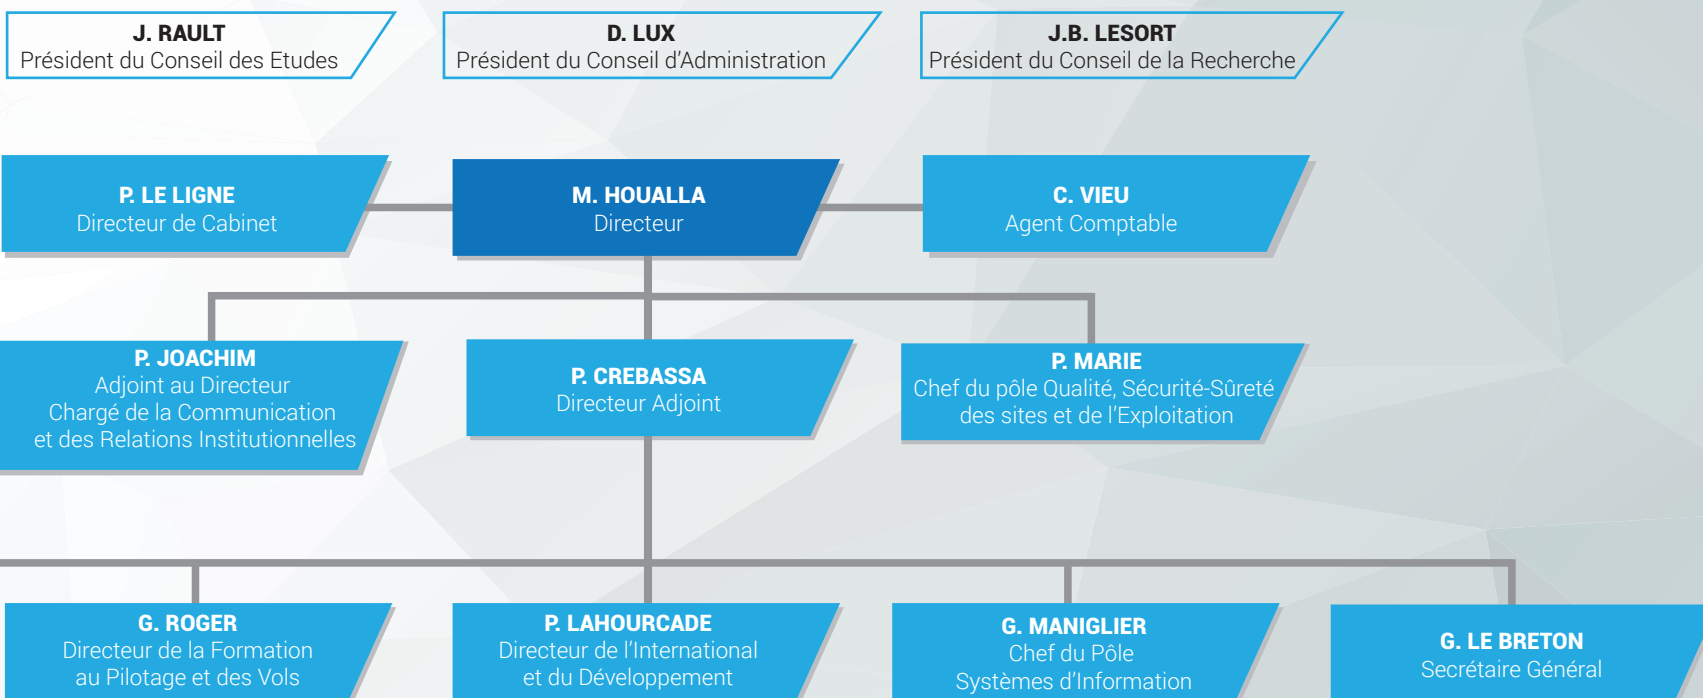 J. RAULT
Président du Conseil des Etudes
D. LUX
Président du Conseil d'Administration
J.B. LESORT
Président du Conseil de la Recherche
P. LE LIGNE
Directeur de Cabinet
M. HOUALLA
Directeur
C. VIEU
Agent Comptable
P. JOACHIM
Adjoint au Directeur
Chargé de la Communication
et des Relations Institutionnelles
P. CREBASSA
Directeur Adjoint
P. MARIE
Chef du pôle Qualité, Sécurité-Sûreté
des sites et de l'Exploitation
G. ROGER
Directeur de la Formation
au Pilotage et des Vols
P. LAHOURCADE
Directeur de l'International
et du Développement
G. MANIGLIER
Chef du Pôle
Systèmes d'Information
G. LE BRETON
Secrétaire Général